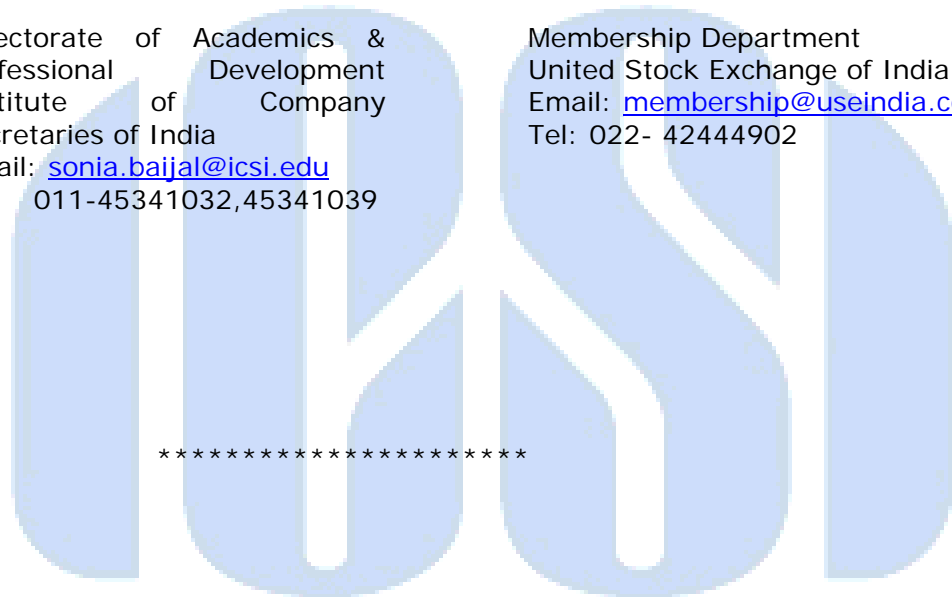 ectorate of Academics &
fessional Development
titute of Company
cretaries of India
ail: sonia.baijal@icsi.edu
011-45341032,45341039
Membership Department
United Stock Exchange of India
Email: membership@useindia.c
Tel: 022- 42444902
**********************